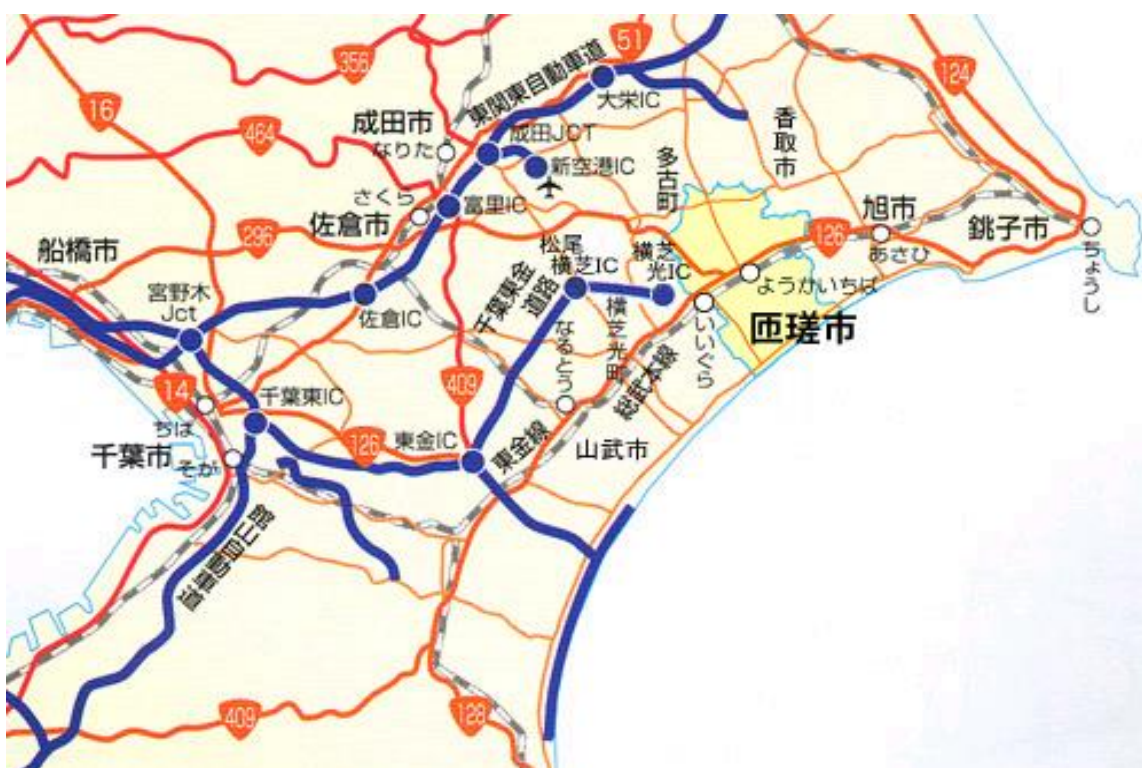 51
356
124
16
東関東自動車道
大栄IC
464
成田市
なりた
成田JCT
新空港IC
香取市
多古町
さくら
佐倉市
富里IC
旭市
あさひ
126
銚子市
ちょうし
船橋市
296
松尾
横芝IC
横芝
光IC
ようかいちば
宮野木
Jct
佐倉IC
千葉東金
道路
なるとう
横芝光町
いいぐら
匝瑳市
総武本線
14
ちば
千葉東IC
409
126
東金IC
東金線
山武市
千葉市
そが
館山自動車道
409
128